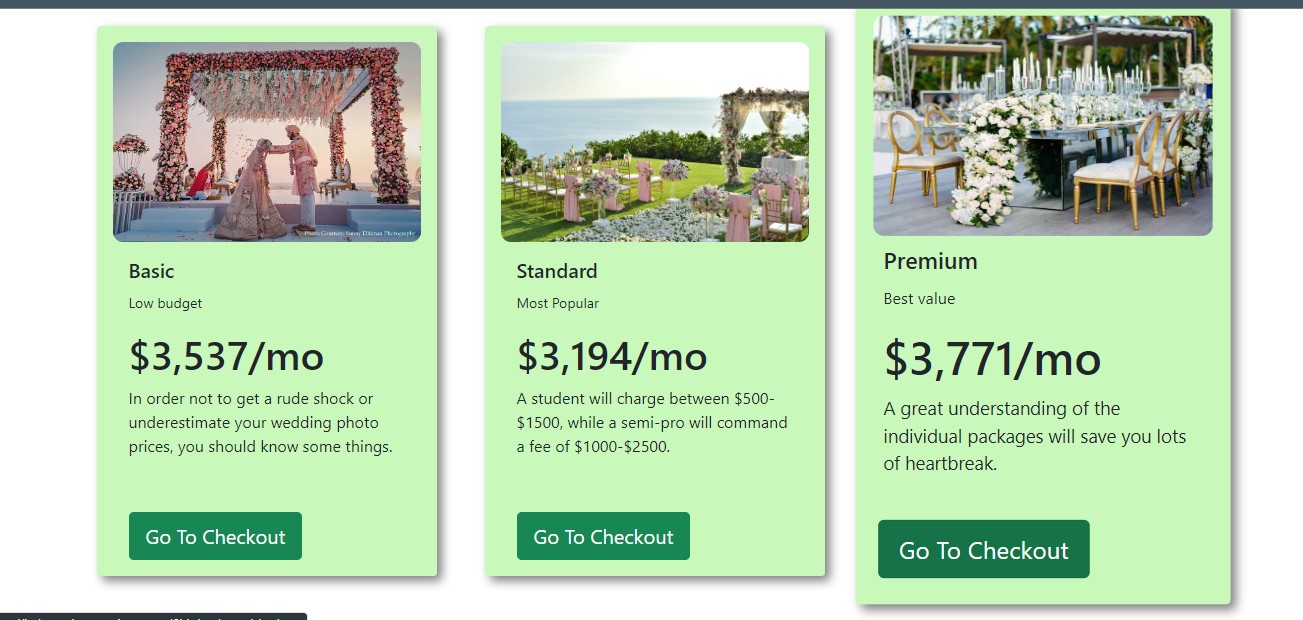 Photo Courtesy Sunny Dhiman Photography
Basic
Low budget
$3,537/mo
In order not to get a rude shock or
underestimate your wedding photo
prices, you should know some things.
Go To Checkout
Standard
Most Popular
$3,194/mo
A student will charge between $500-
$1500, while a semi-pro will command
a fee of $1000-$2500.
Go To Checkout
Premium
Best value
$3,771/mo
A great understanding of the
individual packages will save you lots
of heartbreak.
Go To Checkout